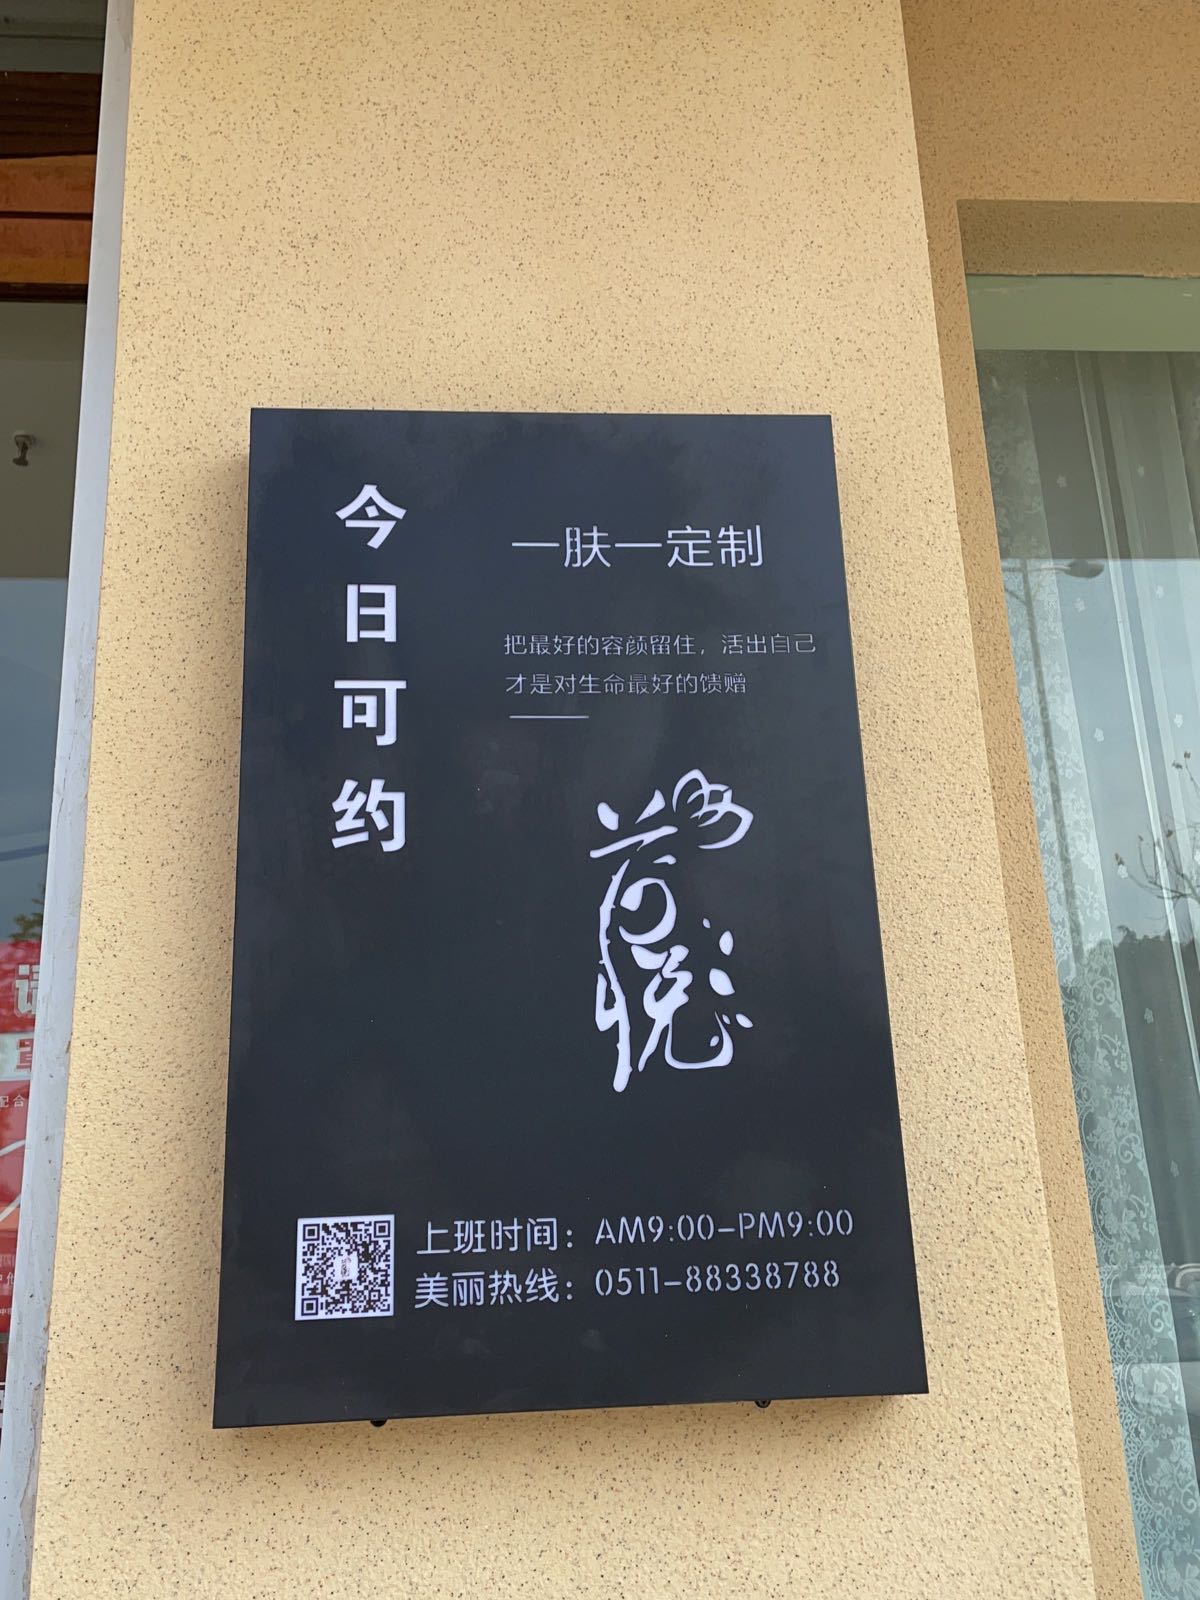 今日可约
一肤一定制
把最好的容颜留住，活出自己
才是对生命最好的馈赠
上班时间：AM9:00-PM9:00
美丽热线：0511-88338788
配合